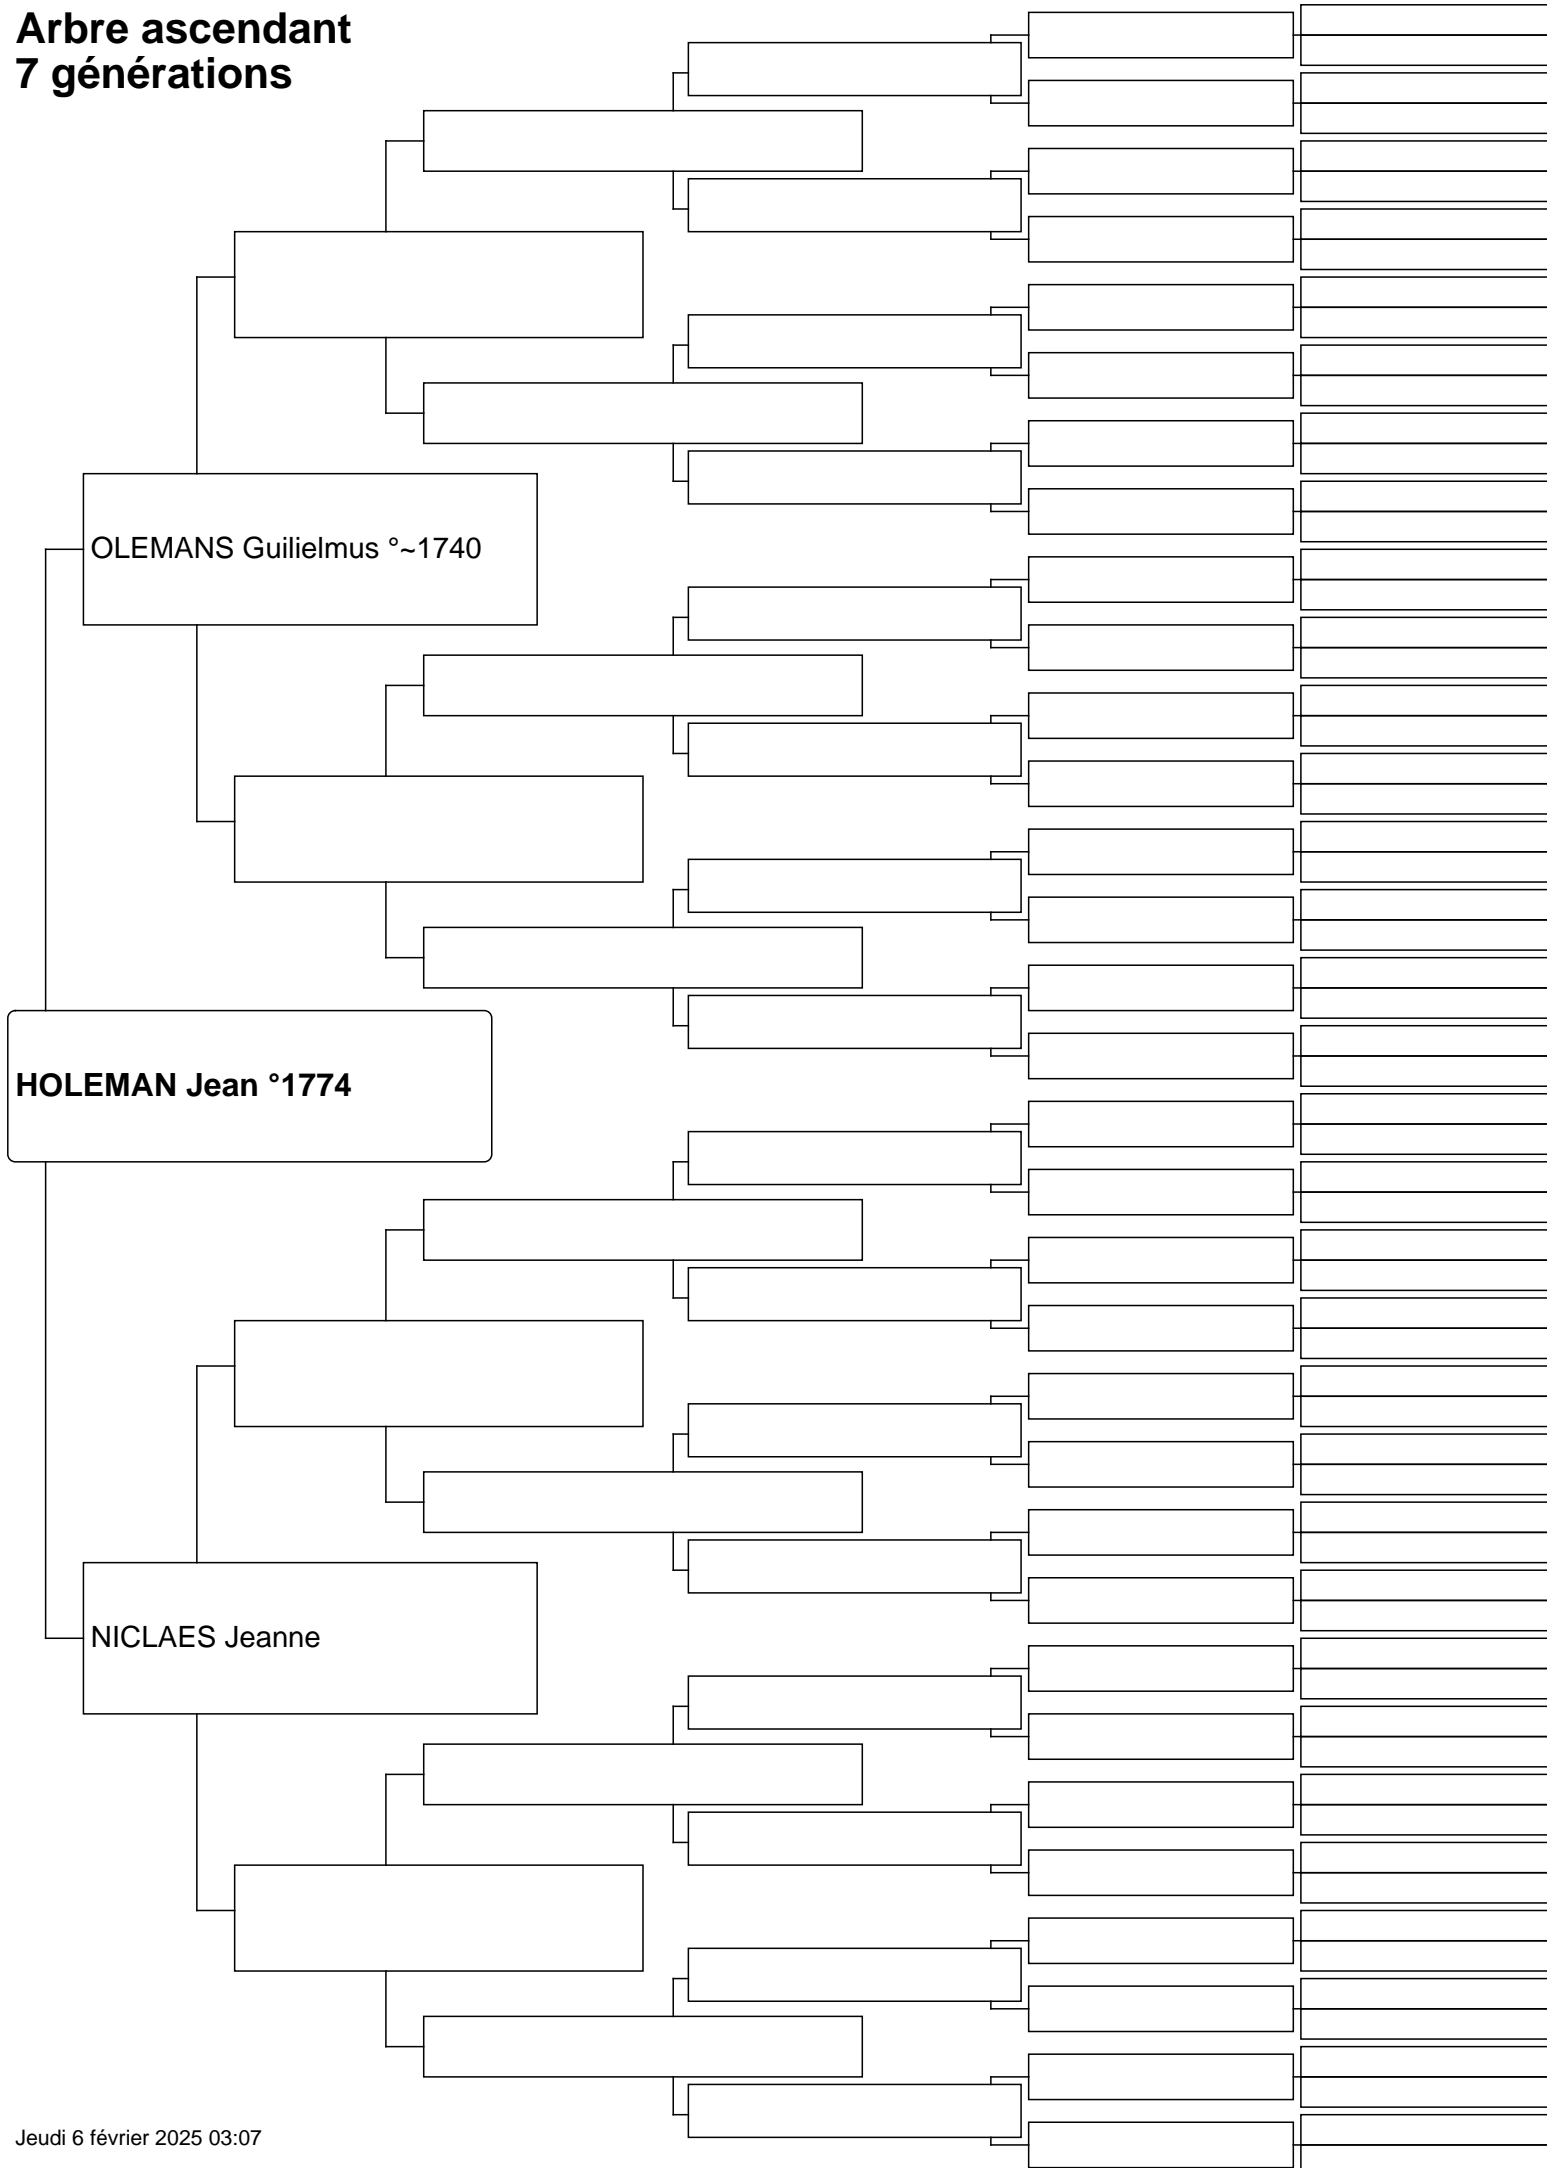 Arbre ascendant
7 générations
OLEMANS Guilielmus °~1740
HOLEMAN Jean °1774
NICLAES Jeanne
Jeudi 6 février 2025 03:07